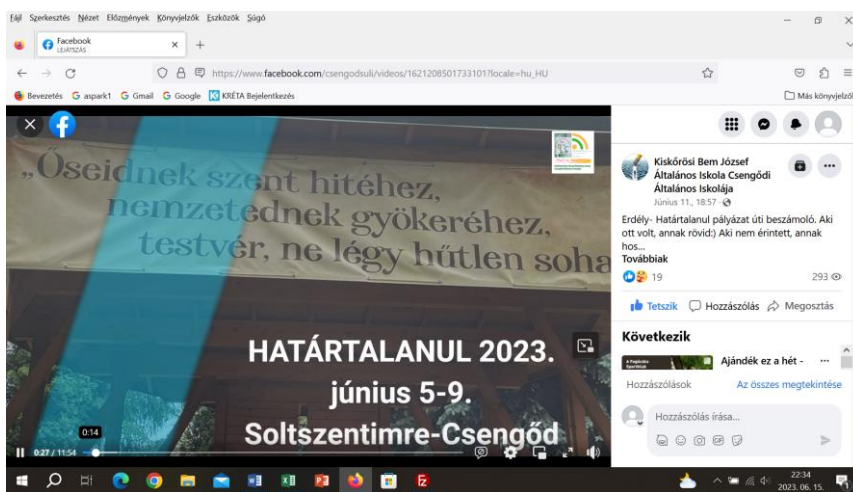 Fájl Szerkesztés Nézet Előzmények Könyvjelzők Eszközök Súgó
Facebook
LEJÁTSZÁS
https://www.facebook.com/csengodsuli/videos/1621208501733101?locale=hu_HU
Bevezetés aspark1 Gmail Google KRÉTA Bejelentkezés Más könyvjelzők
„Őseidnek szent hitéhez,
nemzetednek gyökeréhez,
testvér, ne légy hűtlen soha
HATÁRTALANUL 2023.
június 5-9.
Soltszentimre-Csengőd
0:14
0:27 / 11:54
Kiskőrösi Bem József
Általános Iskola Csengődi
Általános Iskolája
Június 11., 18:57
Erdély- Határtalanul pályázat úti beszámoló. Aki
ott volt, annak rövid:) Aki nem érintett, annak
hos...
Továbbiak
19 293
Tetszik Hozzászólás Megosztás
Következik
Ajándék ez a hét -
Hozzászólások Az összes megtekintése
Hozzászólás írása...
22:34
2023. 06. 15.